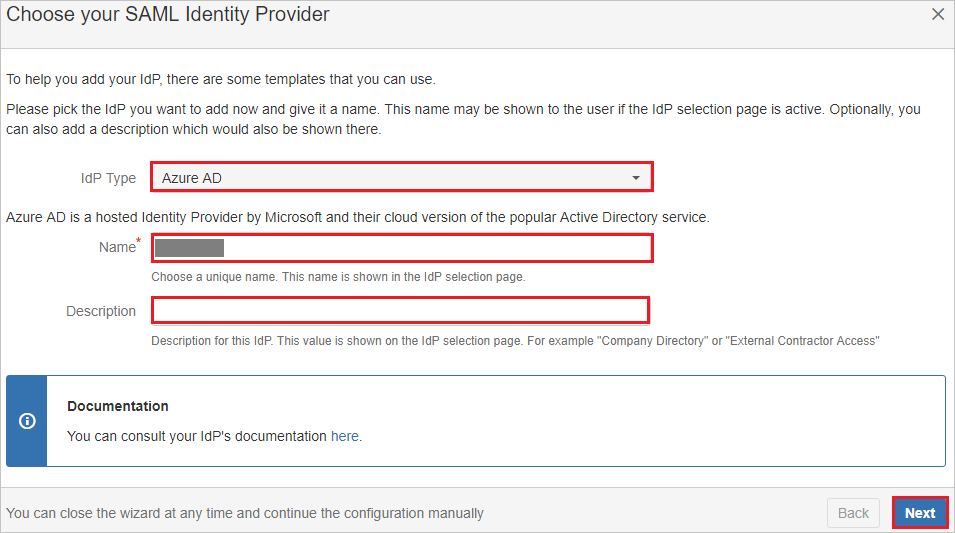 Choose your SAML Identity Provider
To help you add your IdP, there are some templates that you can use.
Please pick the IdP you want to add now and give it a name. This name may be shown to the user if the IdP selection page is active. Optionally, you
can also add a description which would also be shown there.
IdP Type Azure AD
Azure AD is a hosted Identity Provider by Microsoft and their cloud version of the popular Active Directory service.
Name*
Choose a unique name. This name is shown in the IdP selection page.
Description
Description for this IdP. This value is shown on the IdP selection page. For example "Company Directory" or "External Contractor Access"
Documentation
You can consult your IdP's documentation here.
You can close the wizard at any time and continue the configuration manually Back Next